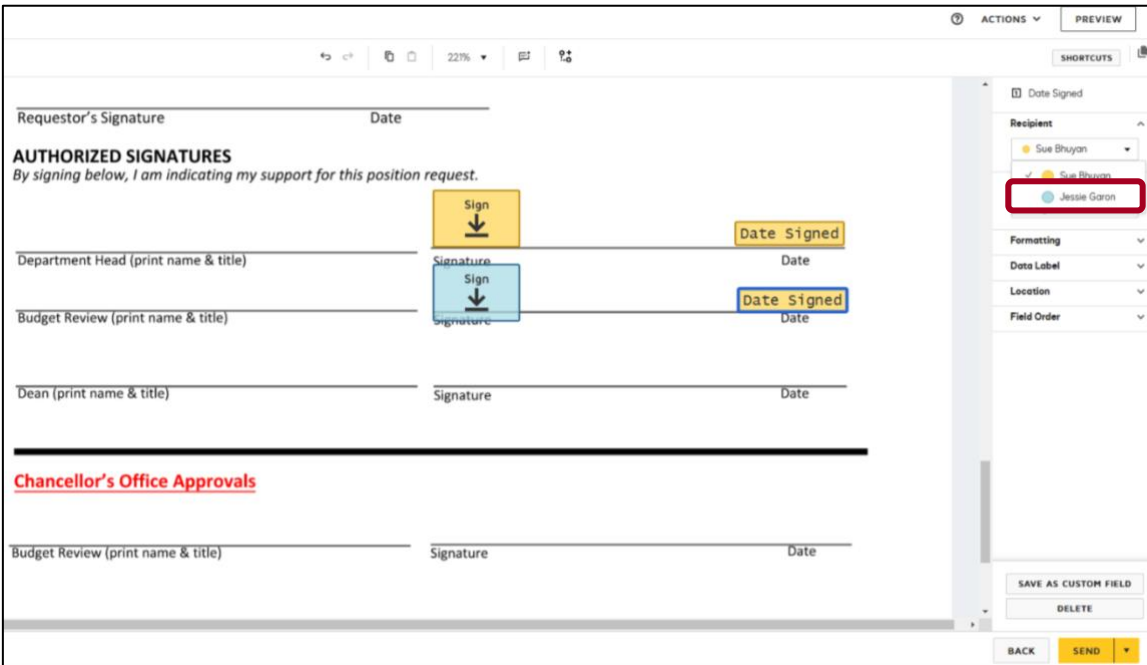 ACTIONS PREVIEW
221% SHORTCUTS
Date Signed
Recipient
Sue Bhuyan
Sue Bhuyan
Jessie Garon
Formatting
Data Label
Location
Field Order
Requestor's Signature Date
AUTHORIZED SIGNATURES
By signing below, I am indicating my support for this position request.
Sign
Date Signed
Department Head (print name & title) Signature Date
Sign
Date Signed
Budget Review (print name & title) Signature Date
Dean (print name & title) Signature Date
Chancellor's Office Approvals
Budget Review (print name & title) Signature Date
SAVE AS CUSTOM FIELD
DELETE
BACK SEND